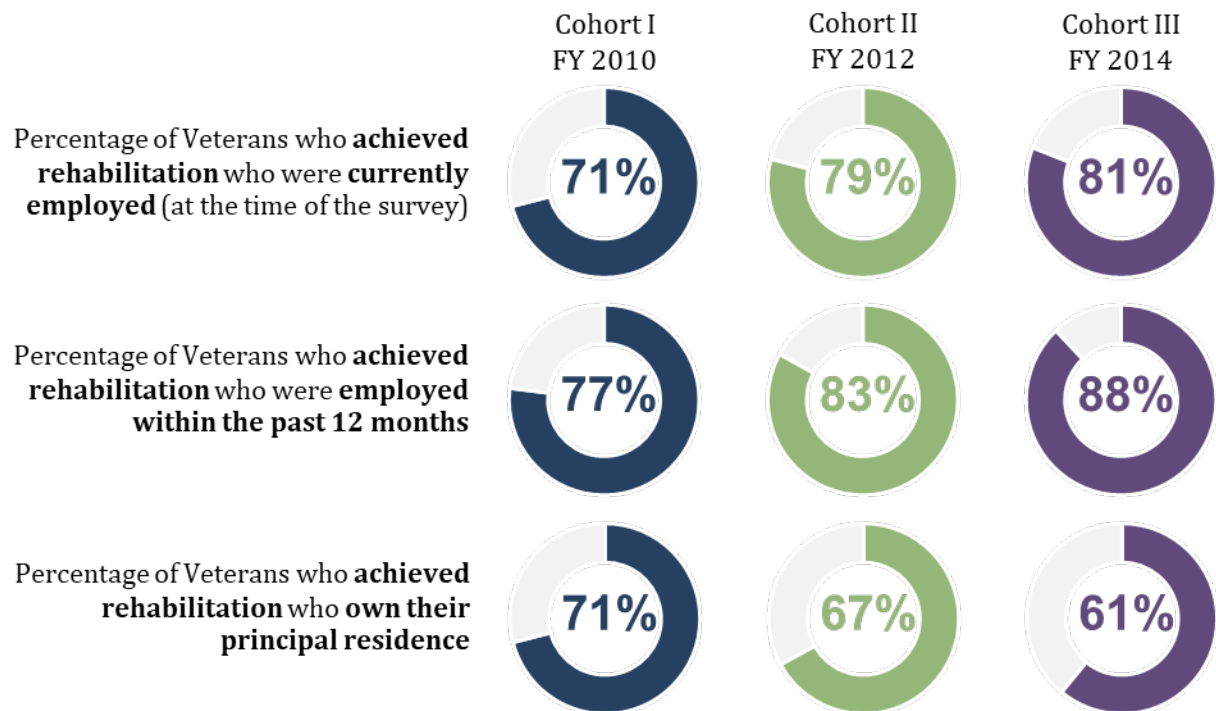 Cohort I
FY 2010
Cohort II
FY 2012
Cohort III
FY 2014
Percentage of Veterans who achieved
rehabilitation who were currently
employed (at the time of the survey)
71%
79%
81%
Percentage of Veterans who achieved
rehabilitation who were employed
within the past 12 months
77%
83%
88%
Percentage of Veterans who achieved
rehabilitation who own their
principal residence
71%
67%
61%